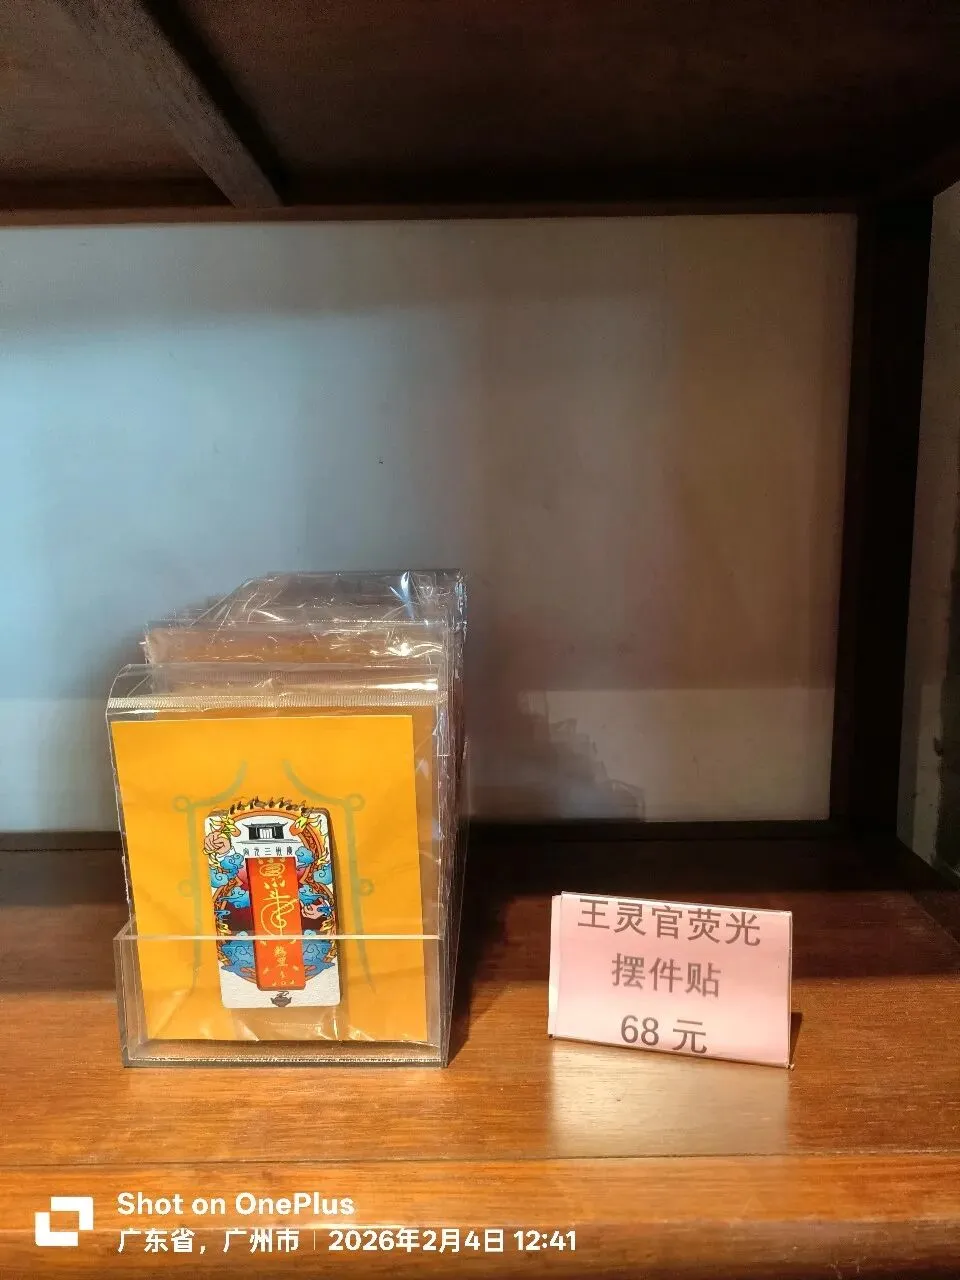 王灵官荧光
摆件贴
68 元
Shot on OnePlus
广东省，广州市 | 2026年2月4日 12:41